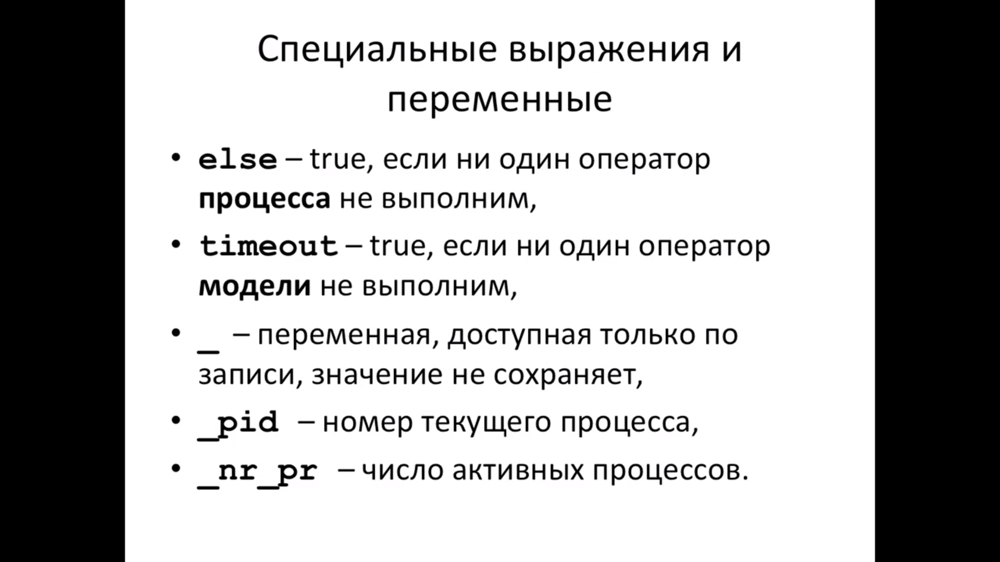 Специальные выражения и
переменные
• else – true, если ни один оператор
процесса не выполним,
• timeout – true, если ни один оператор
модели не выполним,
• _ – переменная, доступная только по
записи, значение не сохраняет,
• _pid – номер текущего процесса,
• _nr_pr – число активных процессов.